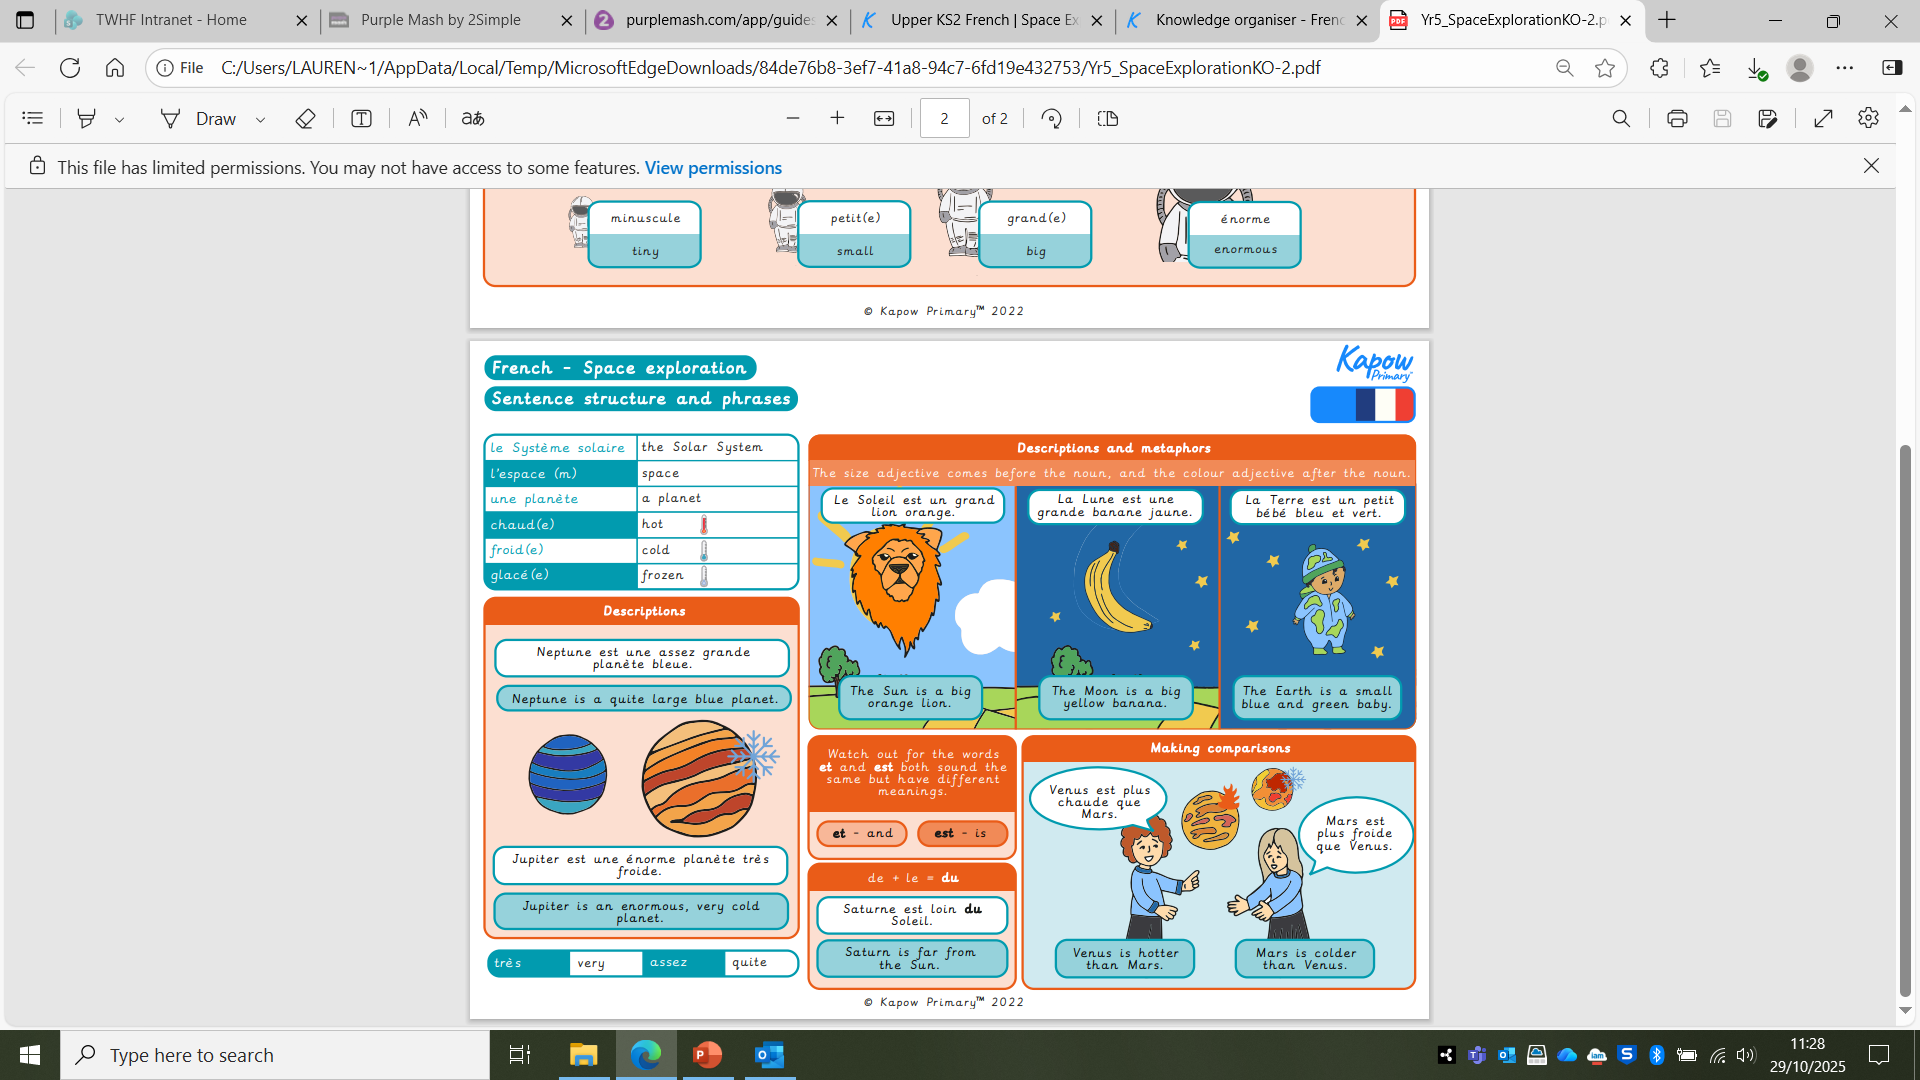 TWHF Intranet - Home
Purple Mash by 2Simple
purplemash.com/app/guides
Upper KS2 French | Space Ex
Knowledge organiser - Frenc
Yr5_SpaceExplorationKO-2.p
File
C:/Users/LAUREN~1/AppData/Local/Temp/MicrosoftEdgeDownloads/84de76b8-3ef7-41a8-94c7-6fd19e432753/Yr5_SpaceExplorationKO-2.pdf
Draw
2 of 2
This file has limited permissions. You may not have access to some features. View permissions
minuscule
tiny
petit(e)
small
grand(e)
big
énorme
enormous
© Kapow Primary™ 2022
French - Space exploration
Sentence structure and phrases
Kapow
Primary
le Système solaire
the Solar System
l'espace (m)
space
une planète
a planet
chaud(e)
hot
froid(e)
cold
glacé(e)
frozen
Descriptions
Neptune est une assez grande
planète bleue.
Neptune is a quite large blue planet.
Jupiter est une énorme planète très
froide.
Jupiter is an enormous, very cold
planet.
très
very
assez
quite
Descriptions and metaphors
The size adjective comes before the noun, and the colour adjective after the noun.
Le Soleil est un grand
lion orange.
La Lune est une
grande banane jaune.
La Terre est un petit
bébé bleu et vert.
The Sun is a big
orange lion.
The Moon is a big
yellow banana.
The Earth is a small
blue and green baby.
Watch out for the words
et and est both sound the
same but have different
meanings.
et - and
est - is
de + le = du
Saturne est loin du
Soleil.
Saturn is far from
the Sun.
Making comparisons
Venus est plus
chaude que
Mars.
Mars est
plus froide
que Venus.
Venus is hotter
than Mars.
Mars is colder
than Venus.
© Kapow Primary™ 2022
Type here to search
11:28
29/10/2025